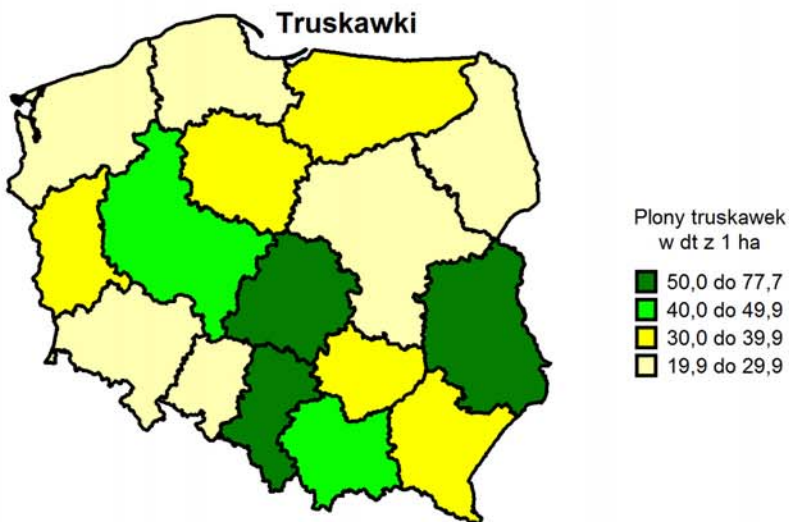 Truskawki
Plony truskawek
w dt z 1 ha
50,0 do 77,7
40,0 do 49,9
30,0 do 39,9
19,9 do 29,9